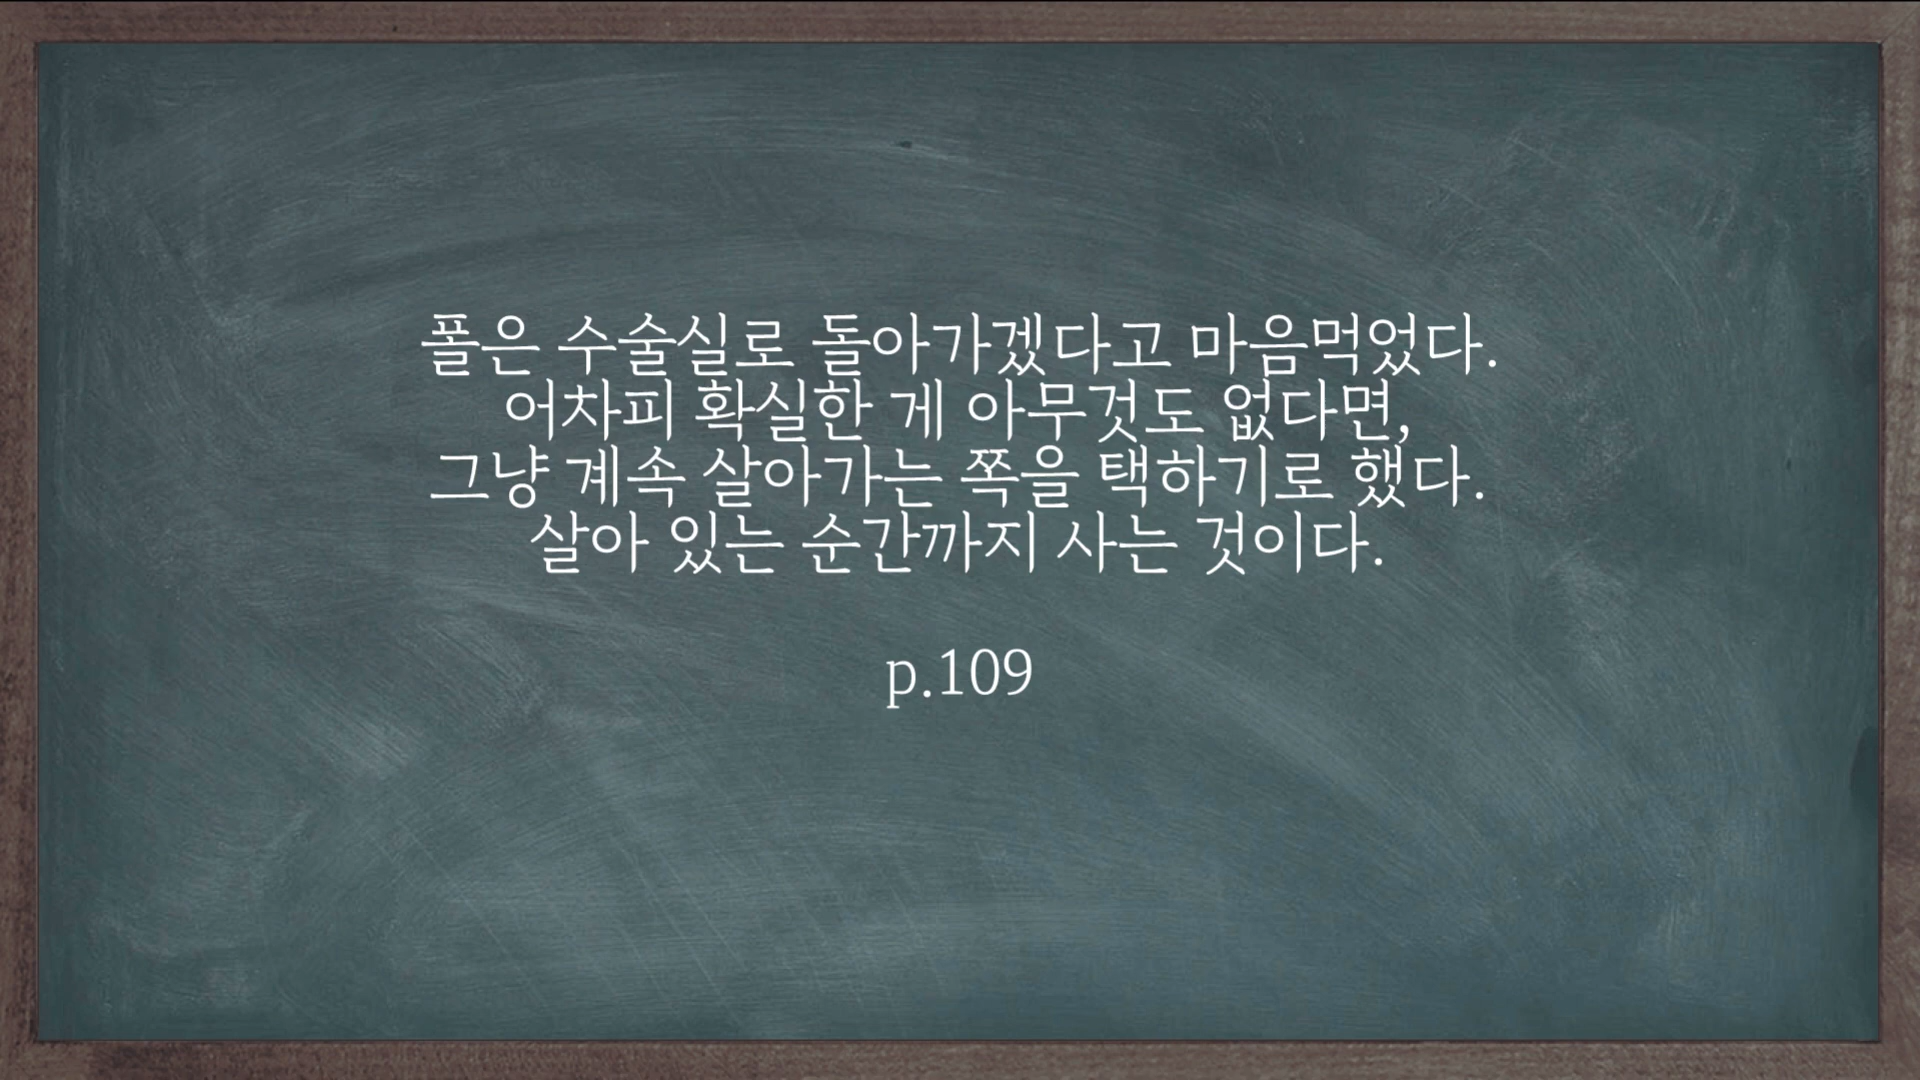 폴은 수술실로 돌아가겠다고 마음먹었다.
어차피 확실한 게 아무것도 없다면,
그냥 계속 살아가는 쪽을 택하기로 했다.
살아 있는 순간까지 사는 것이다.
p.109